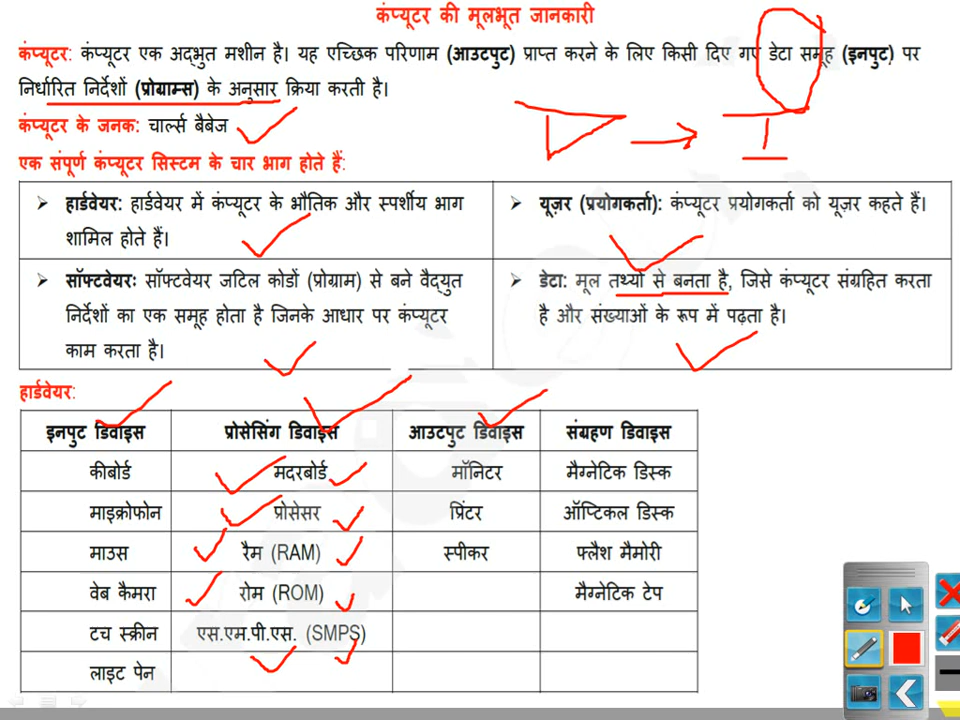 कंप्यूटर की मूलभूत जानकारी
कंप्यूटर: कंप्यूटर एक अद्भुत मशीन है। यह एच्छिक परिणाम (आउटपुट) प्राप्त करने के लिए किसी दिए गए डेटा समूह (इनपुट) पर
निर्धारित निर्देशों (प्रोग्राम्स) के अनुसार क्रिया करती है।
कंप्यूटर के जनक: चार्ल्स बैबेज
एक संपूर्ण कंप्यूटर सिस्टम के चार भाग होते हैं:
हार्डवेयर: हार्डवेयर में कंप्यूटर के भौतिक और स्पर्शीय भाग
शामिल होते हैं।
यूज़र (प्रयोगकर्ता): कंप्यूटर प्रयोगकर्ता को यूज़र कहते हैं।
सॉफ्टवेयर: सॉफ्टवेयर जटिल कोडों (प्रोग्राम) से बने वैद्युत
निर्देशों का एक समूह होता है जिनके आधार पर कंप्यूटर
काम करता है।
डेटा: मूल तथ्यो से बनता है, जिसे कंप्यूटर संग्रहित करता
है और संख्याओं के रूप में पढ़ता है।
हार्डवेयर:
इनपुट डिवाइस प्रोसेसिंग डिवाइस आउटपुट डिवाइस संग्रहण डिवाइस
कीबोर्ड मदरबोर्ड मॉनिटर मैग्नेटिक डिस्क
माइक्रोफोन प्रोसेसर प्रिंटर ऑप्टिकल डिस्क
माउस रैम (RAM) स्पीकर फ्लैश मैमोरी
वेब कैमरा रोम (ROM) मैग्नेटिक टेप
टच स्क्रीन एस.एम.पी.एस. (SMPS)
लाइट पेन